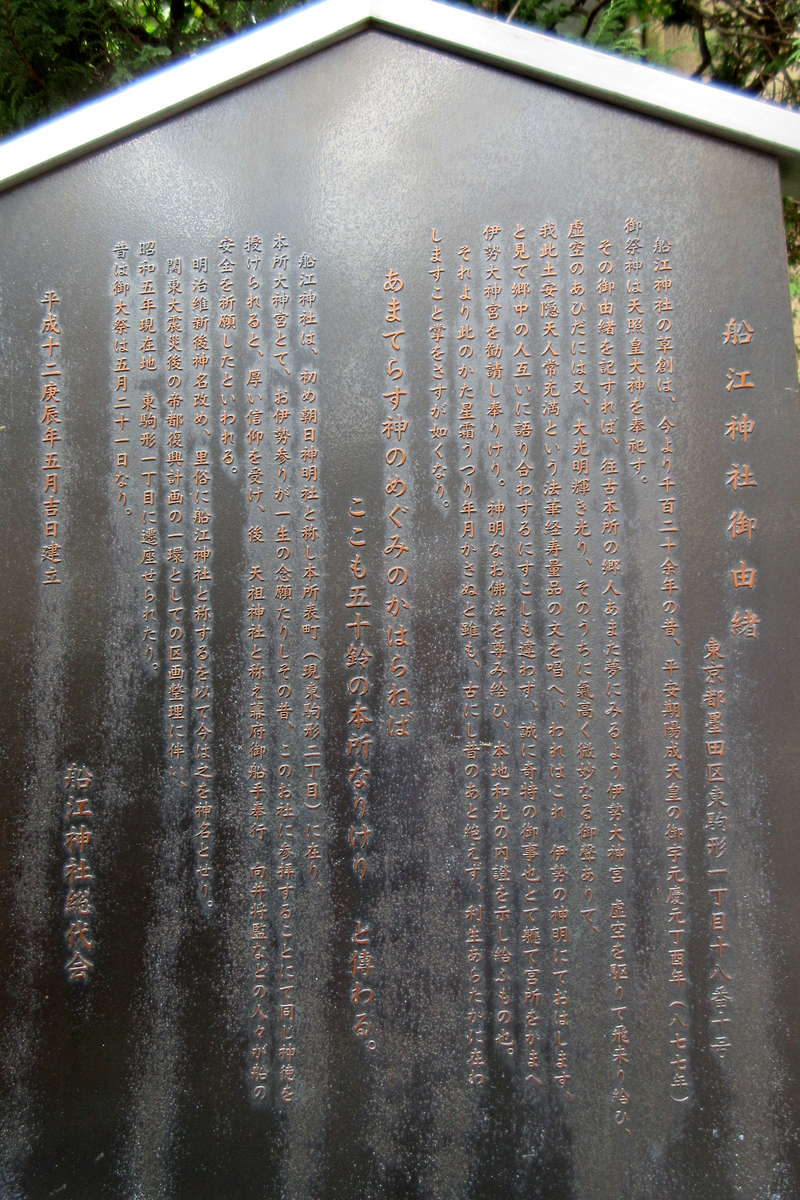 船江神社御由緒
東京都墨田区東駒形一丁目十八番十号
船江神社の草創は、今より千百二十余年の昔、平安朝陽成天皇の御宇元慶元丁酉年（八七七年）
御祭神は天照皇大神を奉祀す。
その御由緒を記すれば、往古本所の郷人あまた夢にみるよう伊勢大神宮　虚空を駆りて飛来り給ひ、
虚空のあひだには又、大光明輝き光り、そのうちに氣高く微妙なる御聲ありて、
我此土安隠天人常充満という法華経寿量品の文を唱へ、われはこれ　伊勢の神明にておはします、
と見て郷中の人互いに語り合わするにすこしも違わず、誠に奇特の御事也とて、宮所をかまへ
伊勢大神宮を勧請し奉りけり。神明なお佛法を尊み給ひ、本地和光の内證を示し給ふもの也。
それより此のかた星霜うつり年月かさぬと雖も、古にし昔のあと絶えず、利生あらたかに在わ
しますこと掌をさすが如くなり。
あまてらす神のめぐみのかはらねば
ここも五十鈴の本所なりけり　と傳わる。
船江神社は、初め朝日神明社と称し本所表町（現東駒形二丁目）に在り、
本所大神宮とて、お伊勢参りが一生の念願たりしその昔、このお社に参拝することにて同じ神徳を
授けられると、厚い信仰を受け、後　天祖神社と称え幕府御船手奉行　向井将監などの人々が船の
安全を祈願したといわれる。
明治維新後神名改め、里俗に船江神社と称するを以て今は之を神名とせり。
関東大震災後の帝都復興計画の一環としての区画整理に伴い、
昭和五年現在地　東駒形一丁目に遷座せられたり。
昔は御大祭は五月二十一日なり。
平成十二庚辰年五月吉日建立
船江神社総代会